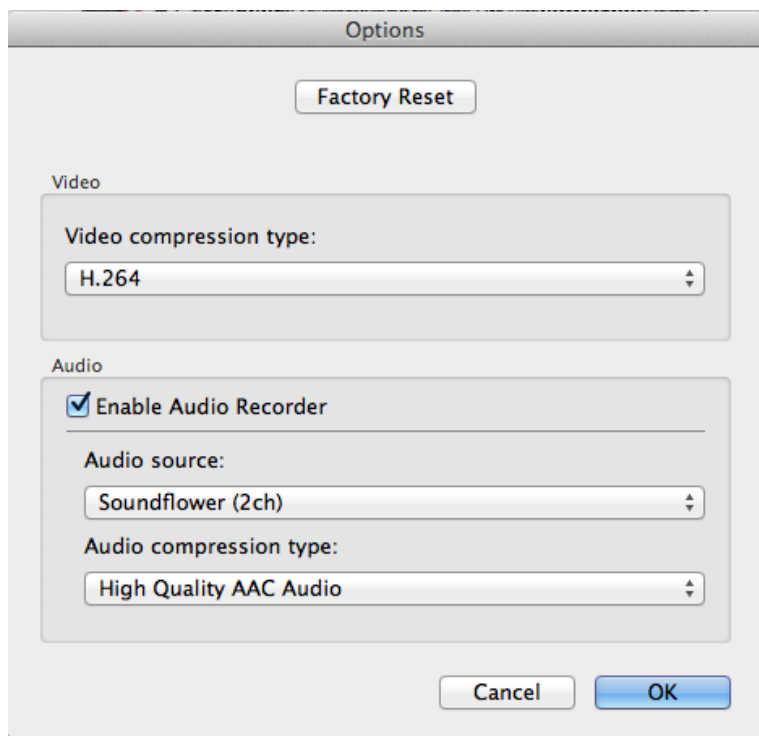 Options
Factory Reset
Video
Video compression type:
H.264
Audio
Enable Audio Recorder
Audio source:
Soundflower (2ch)
Audio compression type:
High Quality AAC Audio
Cancel OK